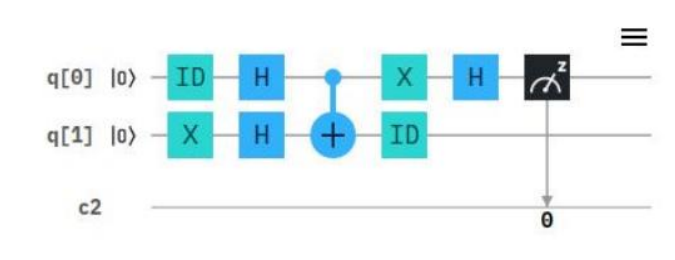 q[0] |0⟩ ID H X H z
q[1] |0⟩ X H + ID
c2
0